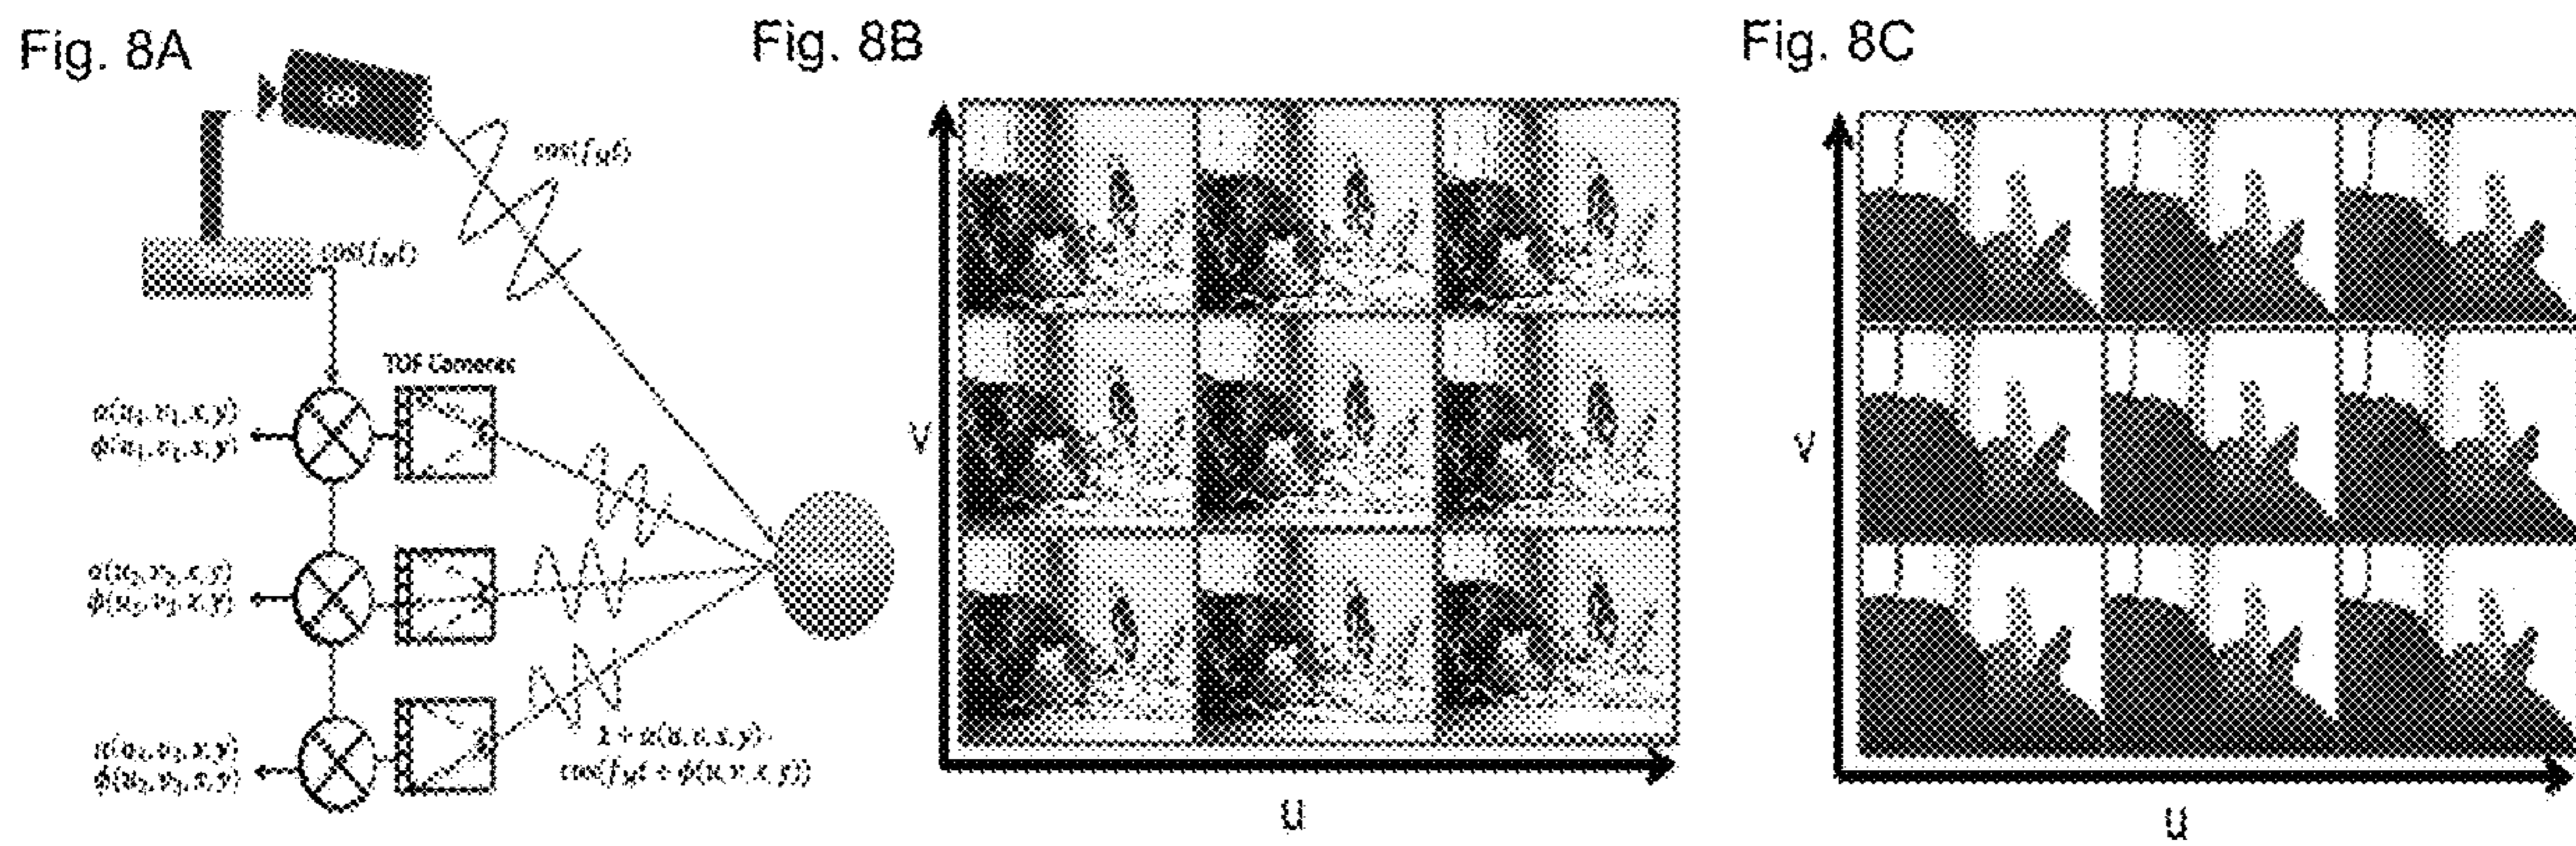 Fig. 8A
cos(f_M t)
cos(f_M t)
TOF Cameras
α(u₁, v₁, x, y)
ϕ(u₁, v₁, x, y)
α(u₂, v₂, x, y)
ϕ(u₂, v₂, x, y)
α(u₃, v₃, x, y)
ϕ(u₃, v₃, x, y)
1 + α(u, v, x, y) ·
cos(f_M t + ϕ(u, v, x, y))
Fig. 8B
V
u
Fig. 8C
V
u